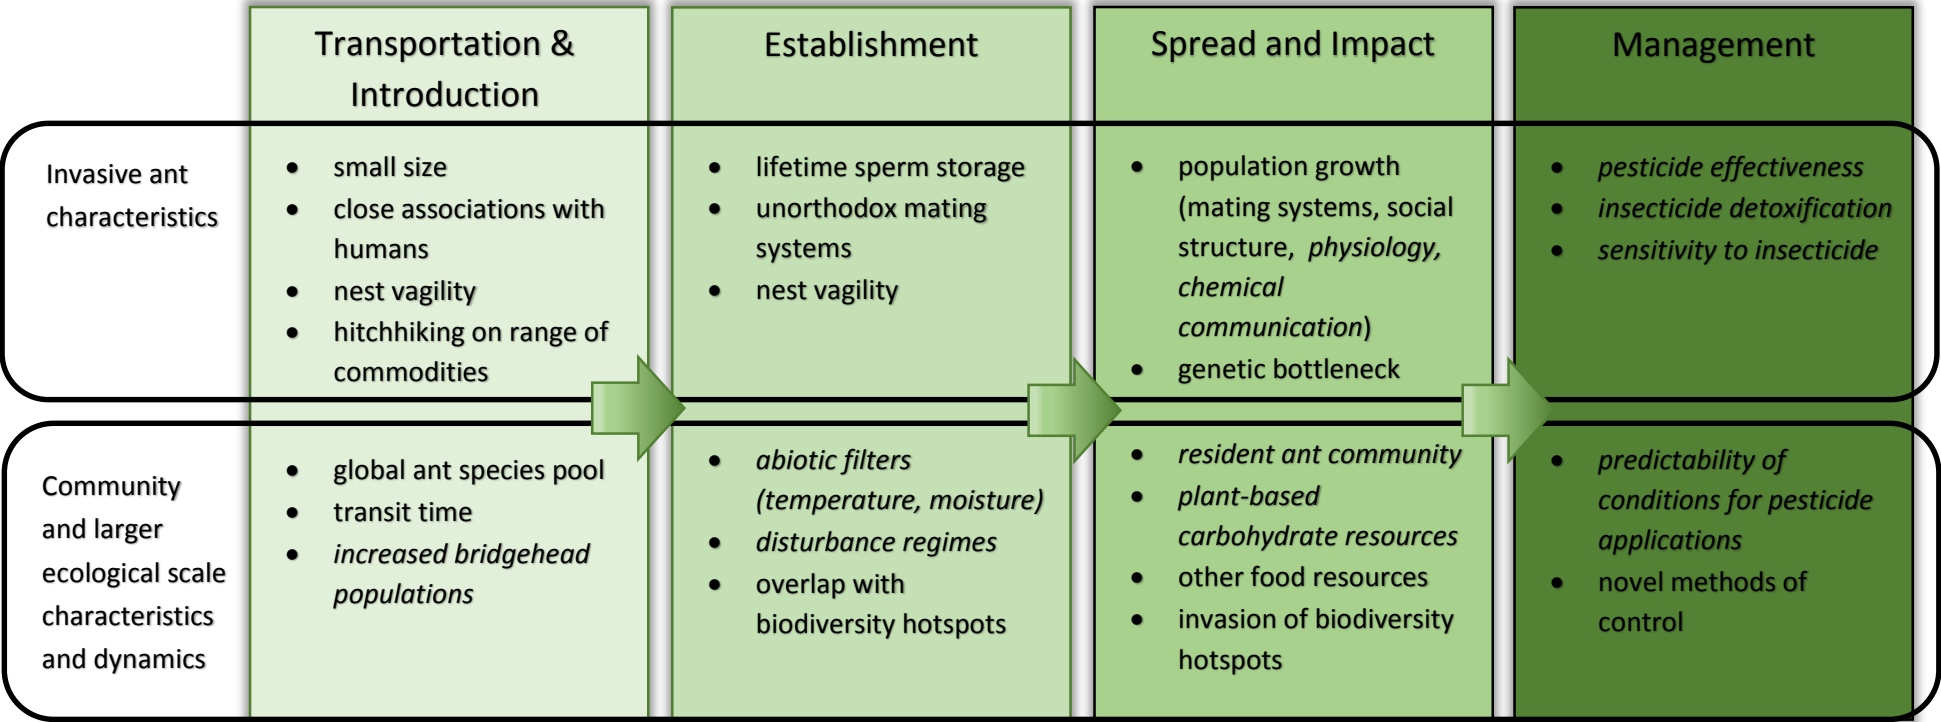 Transportation &
Introduction
Establishment
Spread and Impact
Management
Invasive ant
characteristics
• small size
• close associations with
humans
• nest vagility
• hitchhiking on range of
commodities
• lifetime sperm storage
• unorthodox mating
systems
• nest vagility
• population growth
(mating systems, social
structure, physiology,
chemical
communication)
• genetic bottleneck
• pesticide effectiveness
• insecticide detoxification
• sensitivity to insecticide
Community
and larger
ecological scale
characteristics
and dynamics
• global ant species pool
• transit time
• increased bridgehead
populations
• abiotic filters
(temperature, moisture)
• disturbance regimes
• overlap with
biodiversity hotspots
• resident ant community
• plant-based
carbohydrate resources
• other food resources
• invasion of biodiversity
hotspots
• predictability of
conditions for pesticide
applications
• novel methods of
control